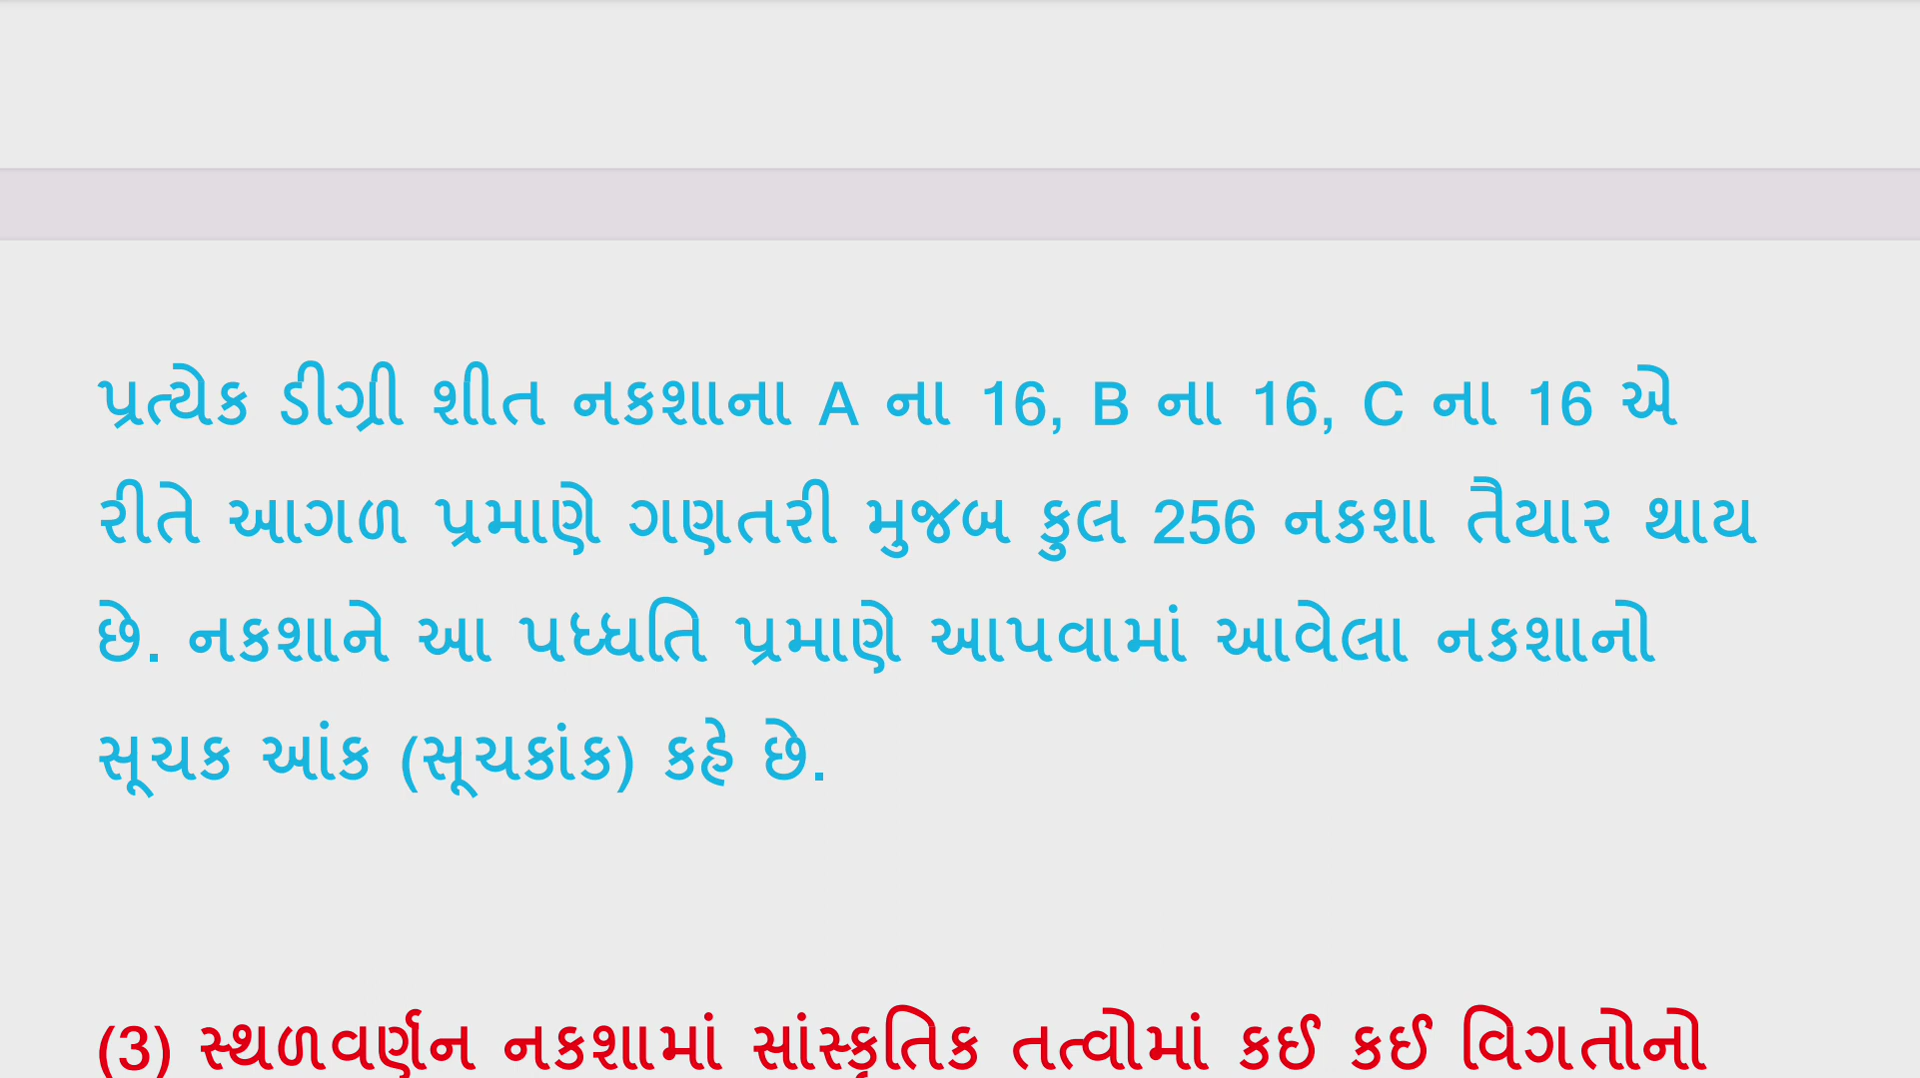 પ્રત્યેક ડીગ્રી શીત નકશાના A ના 16, B ના 16, C ના 16 એ
રીતે આગળ પ્રમાણે ગણતરી મુજબ કુલ 256 નકશા તૈયાર થાય
છે. નકશાને આ પધ્ધતિ પ્રમાણે આપવામાં આવેલા નકશાનો
સૂચક આંક (સૂચકાંક) કહે છે.
(3) સ્થળવર્ણન નકશામાં સાંસ્કૃતિક તત્વોમાં કઈ કઈ વિગતોનો